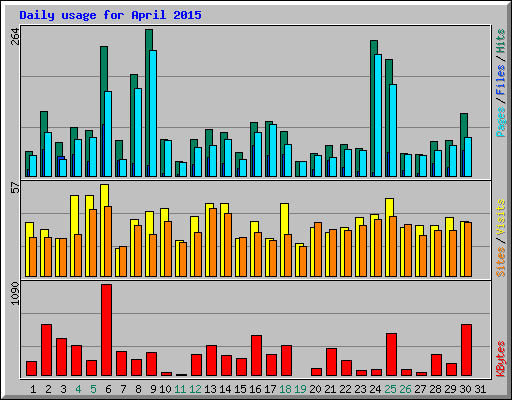 Daily usage for April 2015
264
57
1090
Pages / Files / Hits
Sites / Visits
KBytes
1 2 3 4 5 6 7 8 9 10 11 12 13 14 15 16 17 18 19 20 21 22 23 24 25 26 27 28 29 30 31